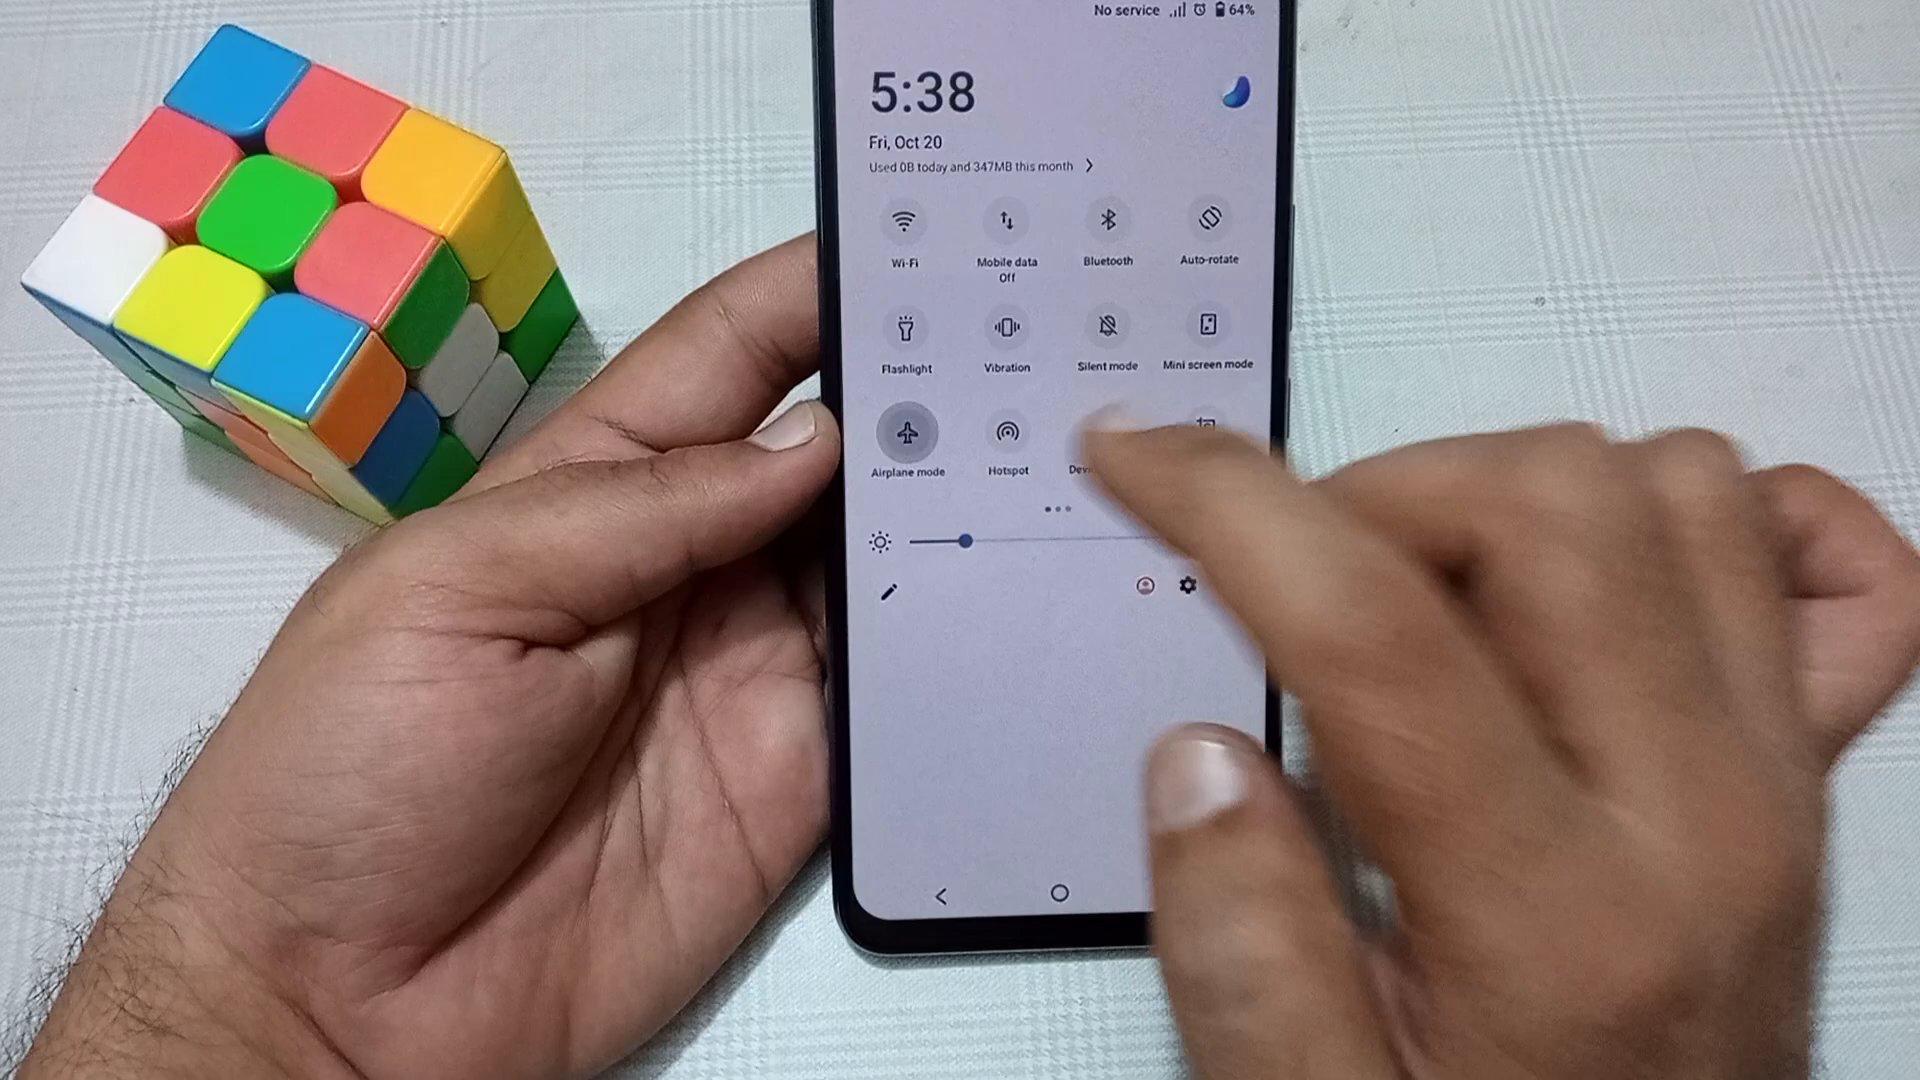 No service 64%
5:38
Fri, Oct 20
Used 0B today and 347MB this month
Wi-Fi Mobile data Bluetooth Auto-rotate
Off
Flashlight Vibration Silent mode Mini screen mode
Airplane mode Hotspot